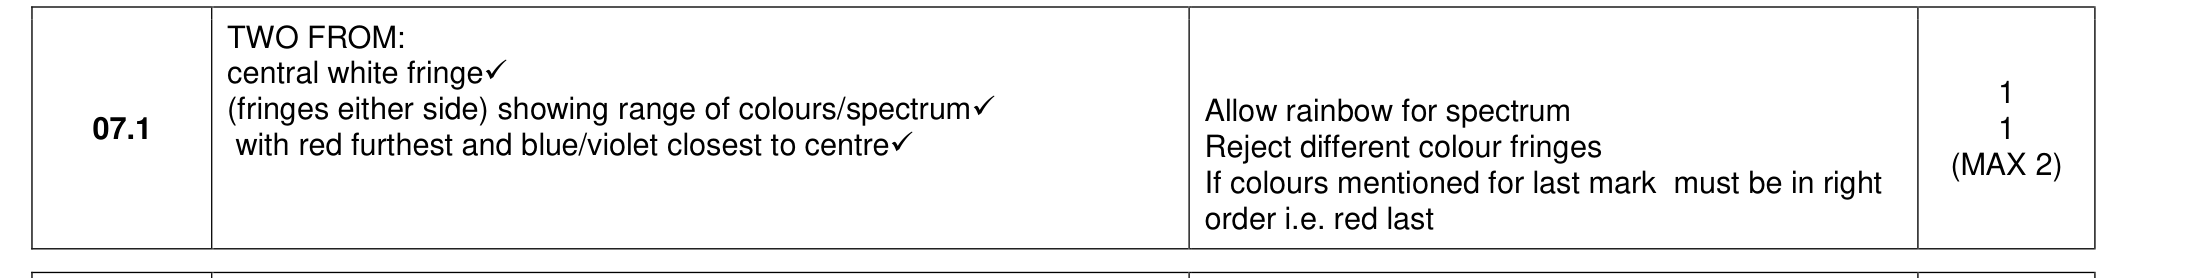 07.1
TWO FROM:
central white fringe✓
(fringes either side) showing range of colours/spectrum✓
with red furthest and blue/violet closest to centre✓
Allow rainbow for spectrum
Reject different colour fringes
If colours mentioned for last mark  must be in right
order i.e. red last
1
1
(MAX 2)